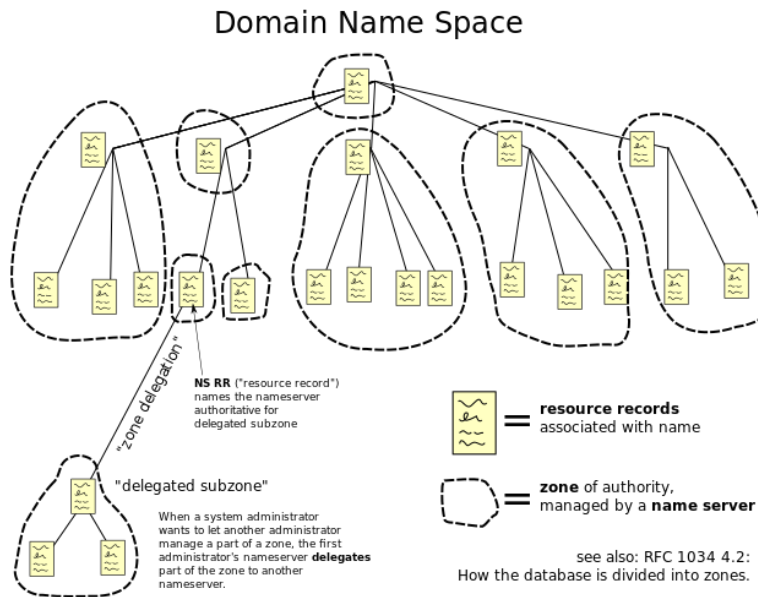 Domain Name Space
"zone delegation"
NS RR ("resource record")
names the nameserver
authoritative for
delegated subzone
"delegated subzone"
When a system administrator
wants to let another administrator
manage a part of a zone, the first
administrator's nameserver delegates
part of the zone to another
nameserver.
= resource records
associated with name
= zone of authority,
managed by a name server
see also: RFC 1034 4.2:
How the database is divided into zones.